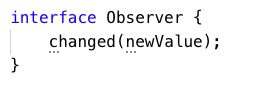 interface Observer {
    changed(newValue);
}